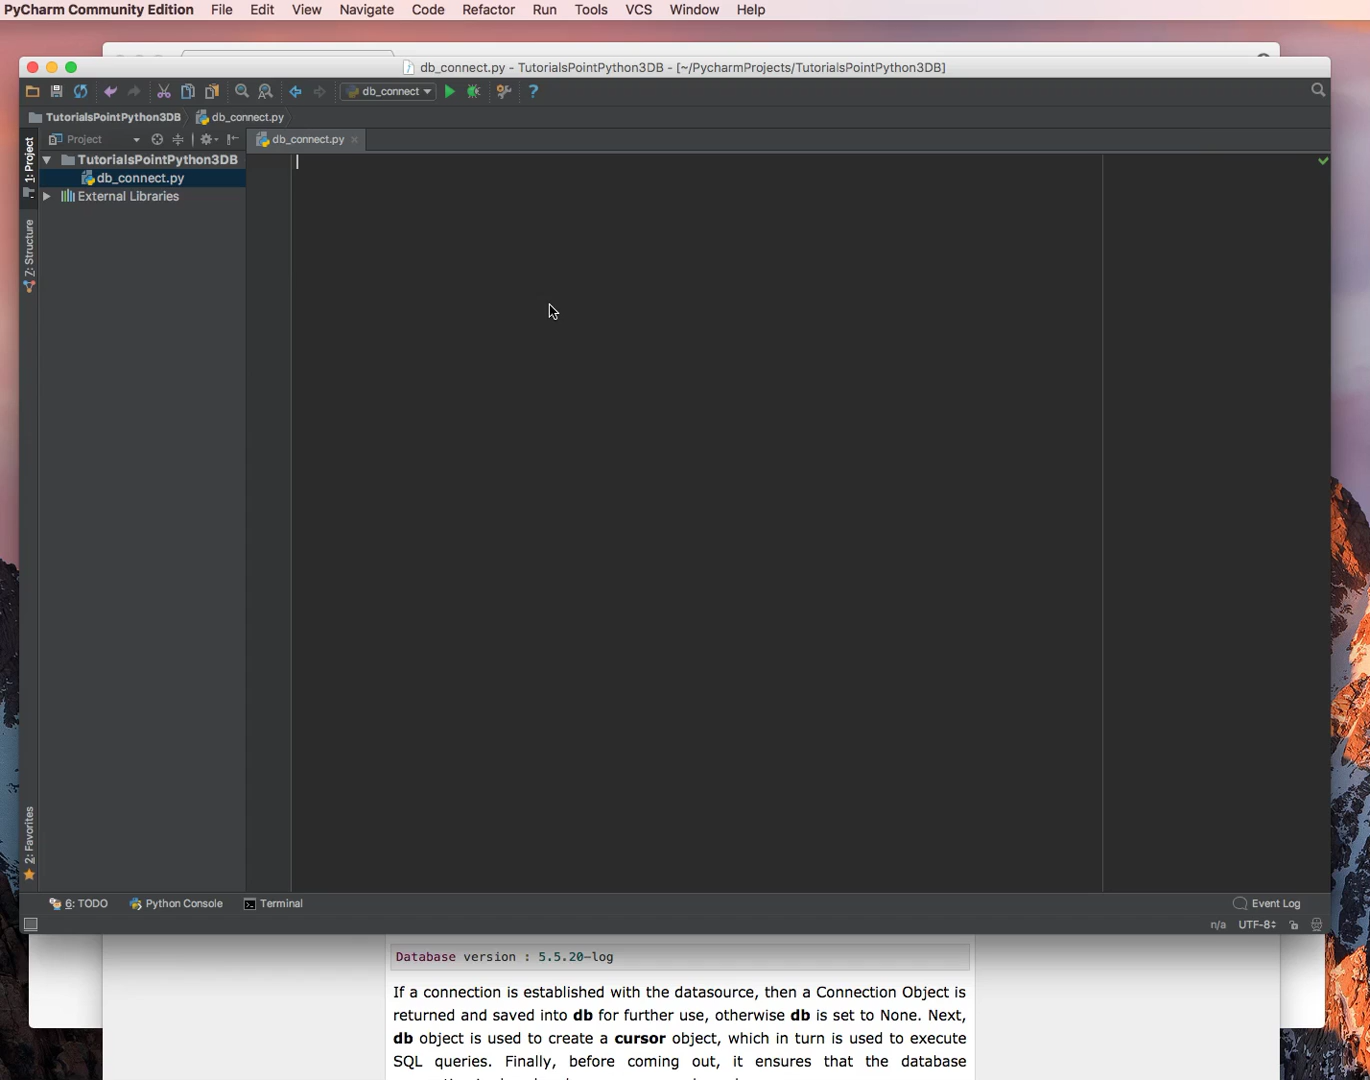 PyCharm Community Edition File Edit View Navigate Code Refactor Run Tools VCS Window Help
db_connect.py - TutorialsPointPython3DB - [~/PycharmProjects/TutorialsPointPython3DB]
db_connect
TutorialsPointPython3DB db_connect.py
Project
db_connect.py
1: Project
TutorialsPointPython3DB
db_connect.py
External Libraries
7: Structure
2: Favorites
6: TODO Python Console Terminal Event Log
n/a UTF-8
Database version : 5.5.20-log
If a connection is established with the datasource, then a Connection Object is
returned and saved into db for further use, otherwise db is set to None. Next,
db object is used to create a cursor object, which in turn is used to execute
SQL queries. Finally, before coming out, it ensures that the database